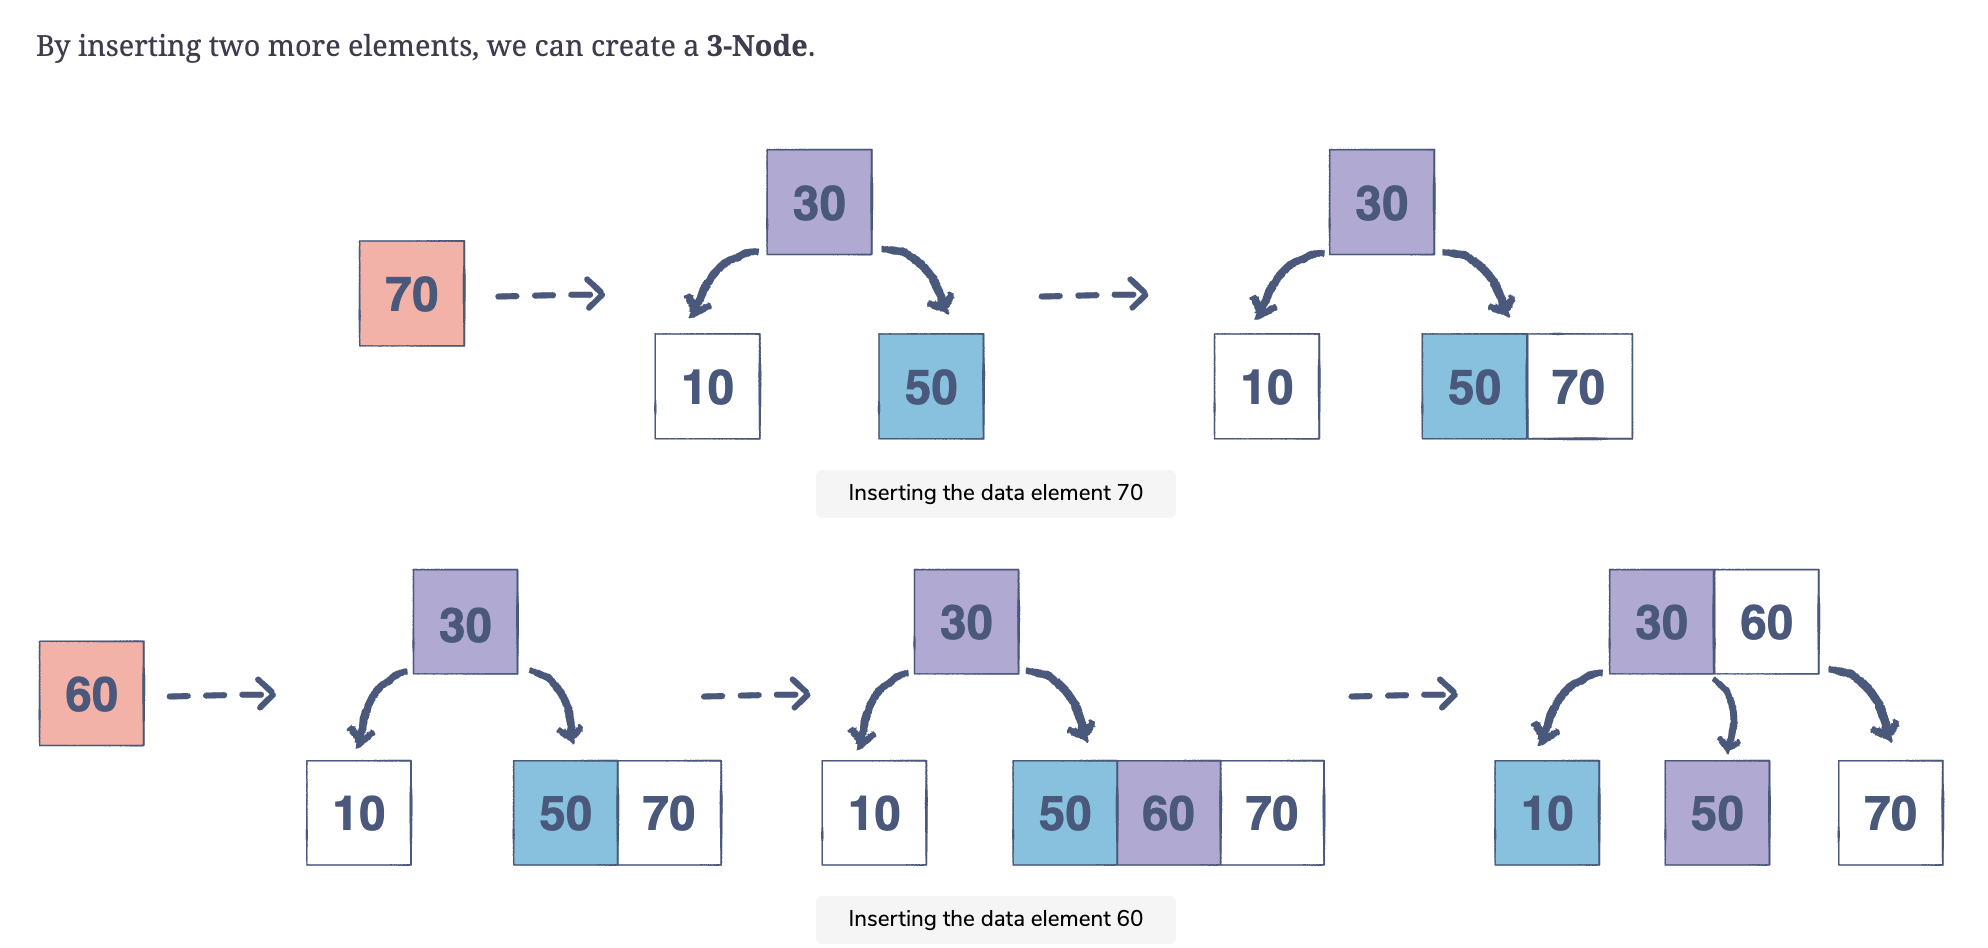 By inserting two more elements, we can create a 3-Node.
30 30
70
10 50 10 50 70
Inserting the data element 70
30 30 30 60
60
10 50 70 10 50 60 70 10 50 70
Inserting the data element 60